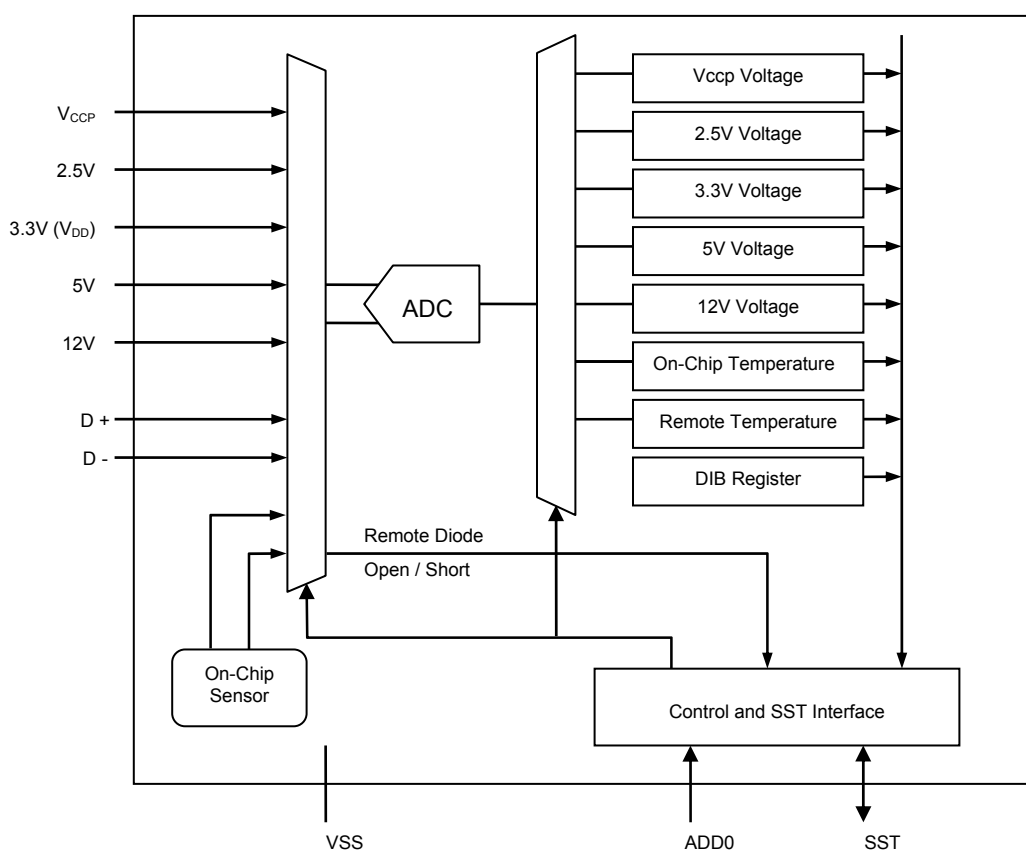 V_CCP
2.5V
3.3V (V_DD)
5V
12V
D +
D -
ADC
Vccp Voltage
2.5V Voltage
3.3V Voltage
5V Voltage
12V Voltage
On-Chip Temperature
Remote Temperature
DIB Register
Remote Diode
Open / Short
On-Chip
Sensor
Control and SST Interface
VSS
ADD0
SST